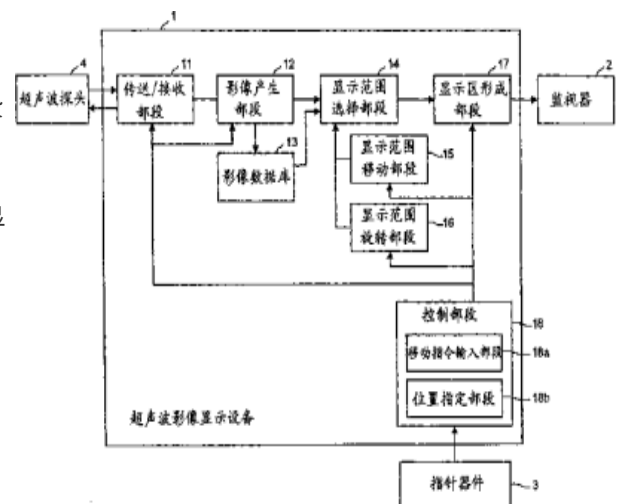 1
4
11
12
14
17
2
超声波探头
传送/接收
部段
影像产生
部段
显示范围
选择部段
显示区形成
部段
监视器
13
影像数据库
显示范围
移动部段
15
显示范围
旋转部段
16
控制部段
18
移动指令输入部段
18a
位置指定部段
18b
超声波影像显示设备
指针器件
3